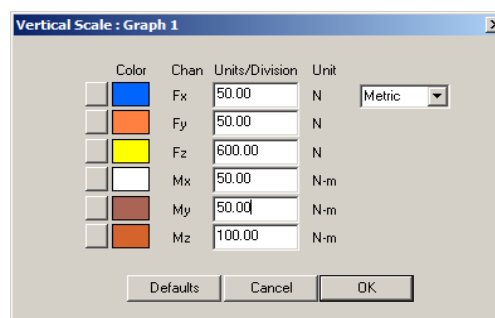 Vertical Scale : Graph 1
Color Chan Units/Division Unit
Fx 50.00 N Metric
Fy 50.00 N
Fz 600.00 N
Mx 50.00 N-m
My 50.00 N-m
Mz 100.00 N-m
Defaults Cancel OK